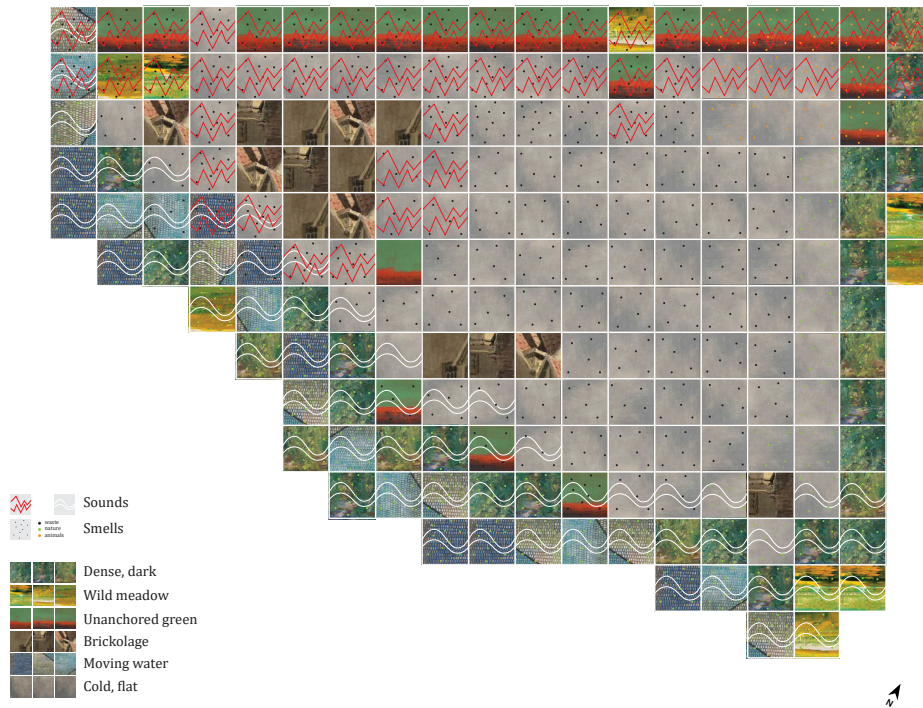 Sounds
Smells
waste
nature
animals
Dense, dark
Wild meadow
Unanchored green
Brickolage
Moving water
Cold, flat
N